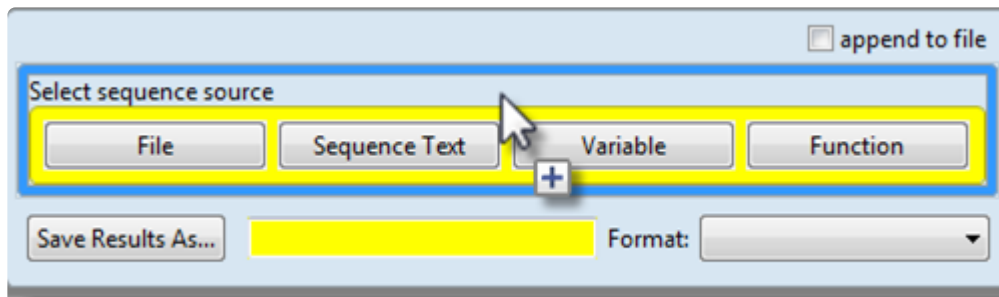 append to file
Select sequence source
File Sequence Text Variable Function
Save Results As... Format: